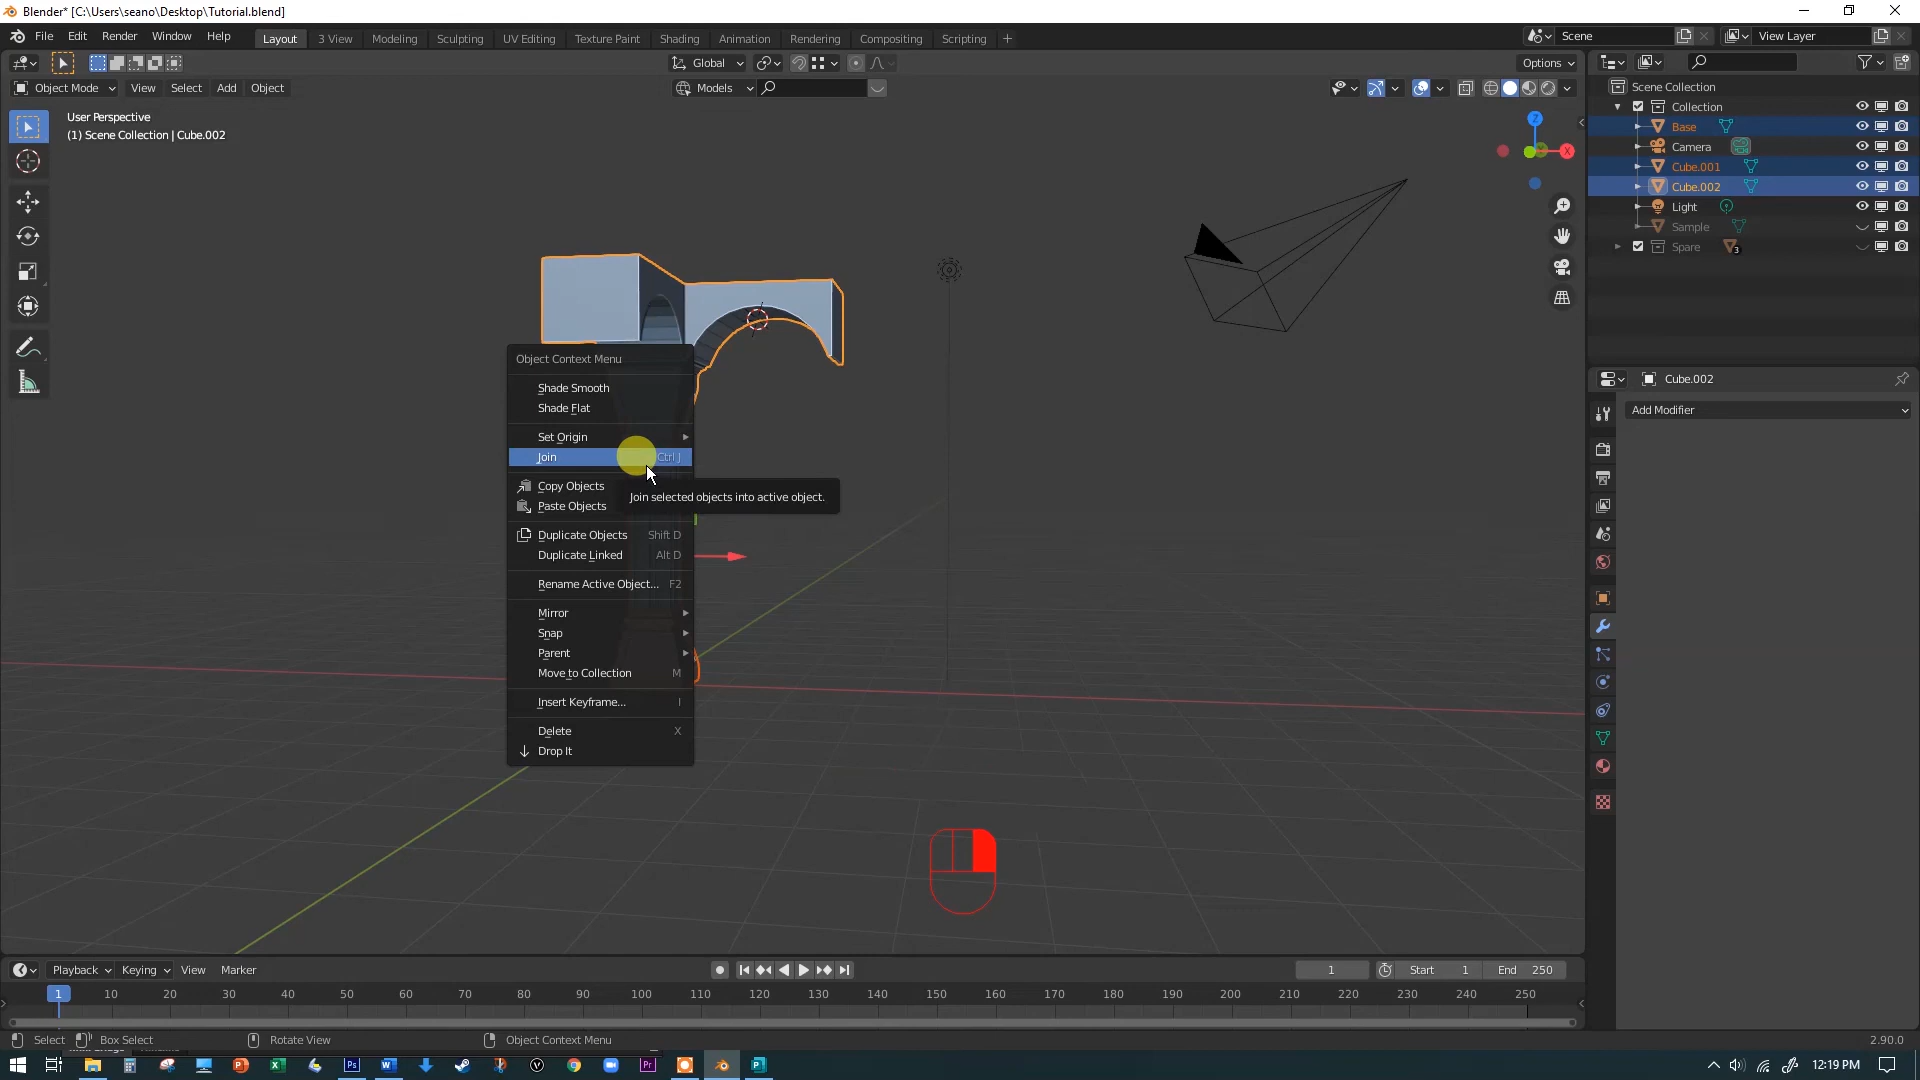 Blender* [C:\Users\seano\Desktop\Tutorial.blend]
File Edit Render Window Help
Layout 3 View Modeling Sculpting UV Editing Texture Paint Shading Animation Rendering Compositing Scripting +
Scene
View Layer
Global
Options
Object Mode View Select Add Object
Models
User Perspective
(1) Scene Collection | Cube.002
Z
X
Scene Collection
Collection
Base
Camera
Cube.001
Cube.002
Light
Sample
Spare 3
Cube.002
Add Modifier
Object Context Menu
Shade Smooth
Shade Flat
Set Origin
Join Ctrl J
Copy Objects
Paste Objects
Join selected objects into active object.
Duplicate Objects Shift D
Duplicate Linked Alt D
Rename Active Object... F2
Mirror
Snap
Parent
Move to Collection M
Insert Keyframe... I
Delete X
Drop It
Playback Keying View Marker
1 Start 1 End 250
1 10 20 30 40 50 60 70 80 90 100 110 120 130 140 150 160 170 180 190 200 210 220 230 240 250
Select Box Select Rotate View Object Context Menu 2.90.0
12:19 PM